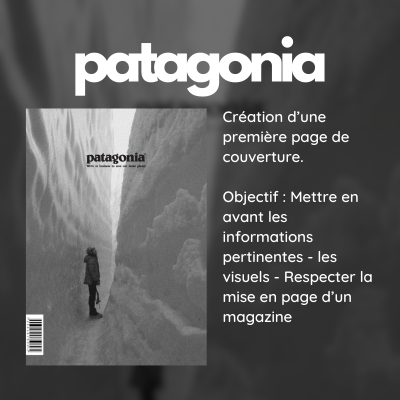 patagonia
Création d’une
première page de
couverture.
Objectif : Mettre en
avant les
informations
pertinentes - les
visuels - Respecter la
mise en page d’un
magazine
patagonia